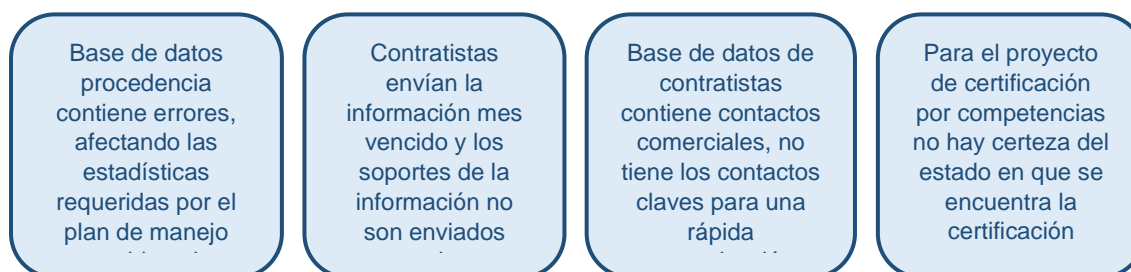 Base de datos
procedencia
contiene errores,
afectando las
estadísticas
requeridas por el
plan de manejo
Contratistas
envían la
información mes
vencido y los
soportes de la
información no
son enviados
Base de datos de
contratistas
contiene contactos
comerciales, no
tiene los contactos
claves para una
rápida
Para el proyecto
de certificación
por competencias
no hay certeza del
estado en que se
encuentra la
certificación